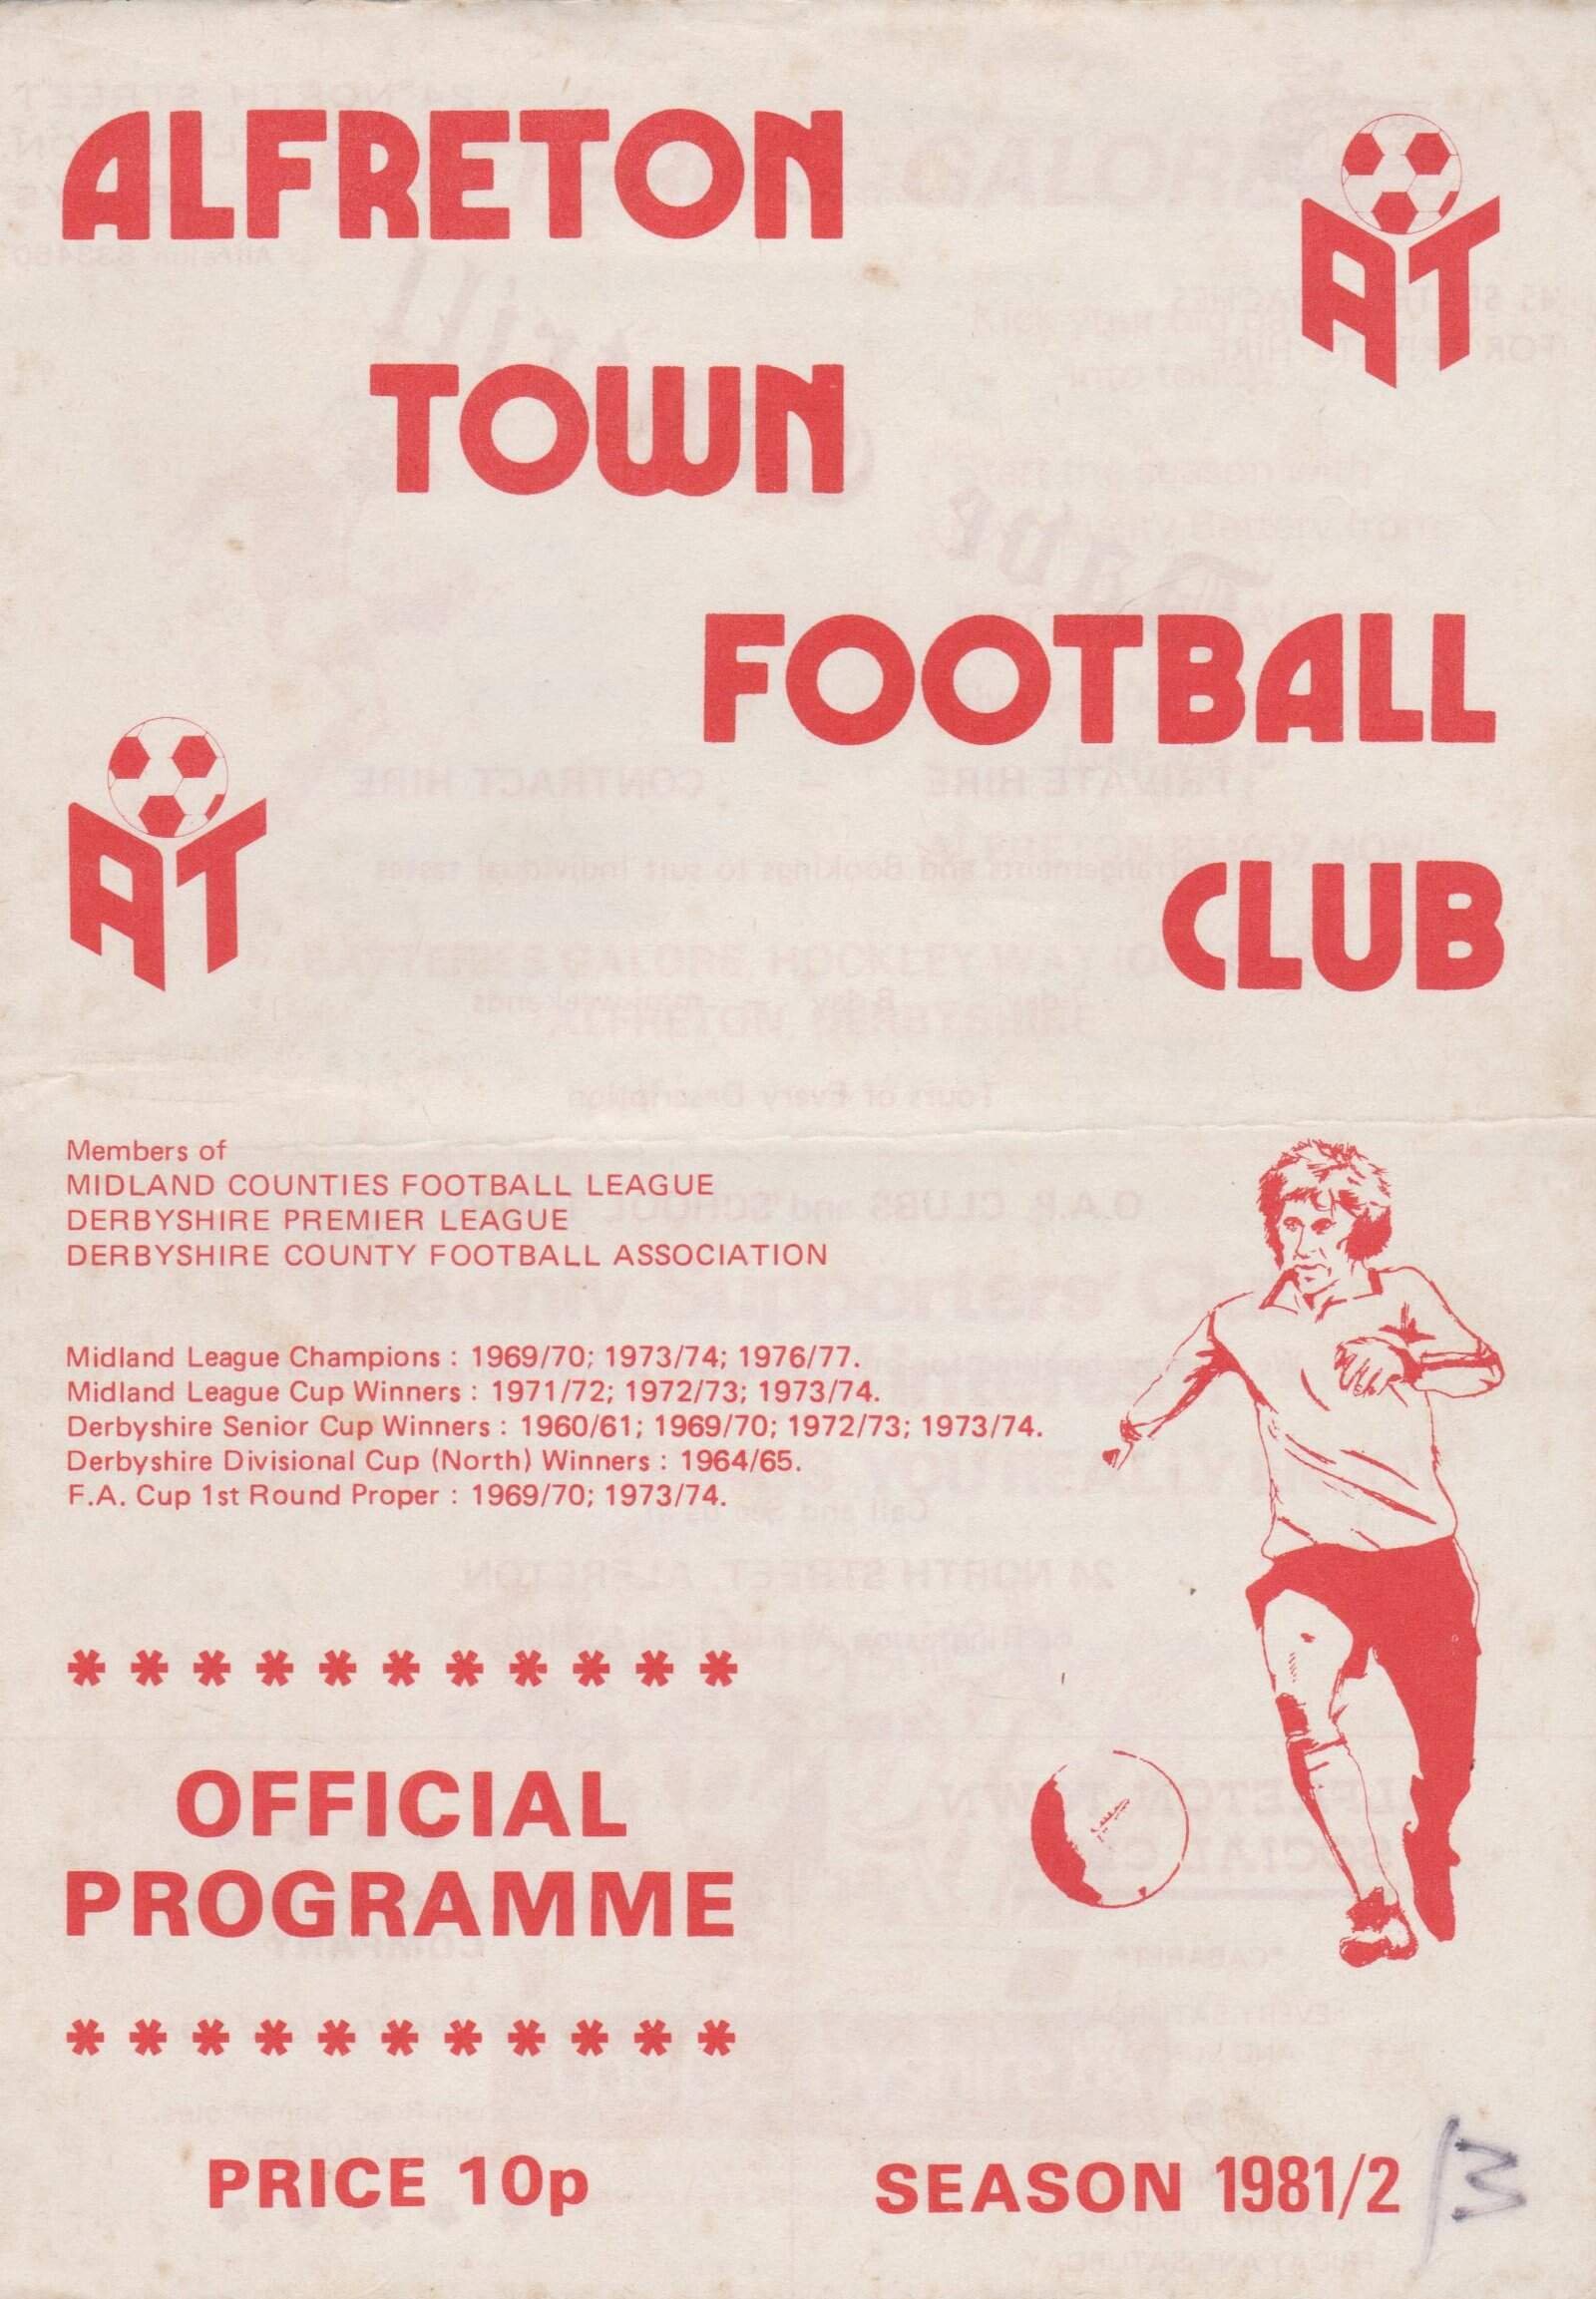 ALFRETON
TOWN
FOOTBALL
CLUB
AT
AT
Members of
MIDLAND COUNTIES FOOTBALL LEAGUE
DERBYSHIRE PREMIER LEAGUE
DERBYSHIRE COUNTY FOOTBALL ASSOCIATION
Midland League Champions : 1969/70; 1973/74; 1976/77.
Midland League Cup Winners : 1971/72; 1972/73; 1973/74.
Derbyshire Senior Cup Winners : 1960/61; 1969/70; 1972/73; 1973/74.
Derbyshire Divisional Cup (North) Winners : 1964/65.
F.A. Cup 1st Round Proper : 1969/70; 1973/74.
* * * * * * * * * * *
OFFICIAL
PROGRAMME
* * * * * * * * * * *
PRICE 10p
SEASON 1981/2 /3